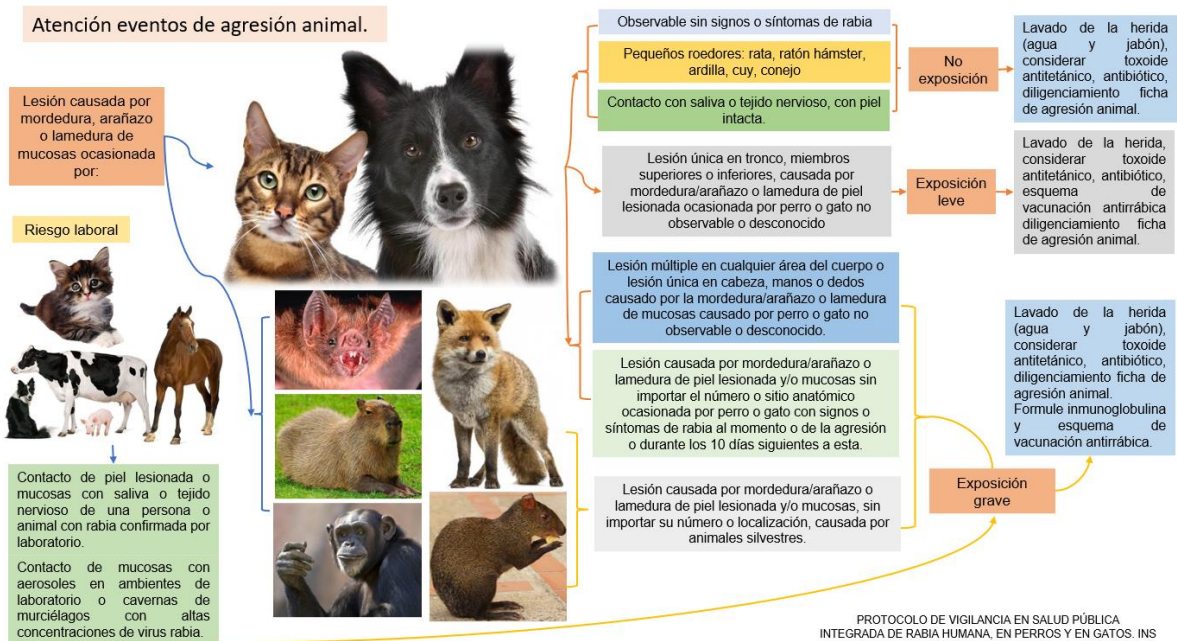 Atención eventos de agresión animal.
Lesión causada por
mordedura, arañazo
o lamedura de
mucosas ocasionado
por:
Riesgo laboral
Contacto de piel lesionada o
mucosas con saliva o tejido
nervioso de una persona o
animal con rabia confirmada por
laboratorio.
Contacto de mucosas con
aerosoles en ambientes de
laboratorio o cavernas de
murciélagos con altas
concentraciones de virus rabia.
Observable sin signos o síntomas de rabia
Pequeños roedores: rata, ratón hámster,
ardilla, cuy, conejo
Contacto con saliva o tejido nervioso, con piel
intacta.
No
exposición
Lavado de la herida
(agua y jabón),
considerar toxoide
antitetánico, antibiótico,
diligenciamiento ficha
de agresión animal.
Lesión única en tronco, miembros
superiores o inferiores, causada por
mordedura/arañazo o lamedura de piel
lesionada ocasionado por perro o gato no
observable o desconocido
Exposición
leve
Lavado de la herida,
considerar toxoide
antitetánico, antibiótico,
esquema de
vacunación antirrábica
diligenciamiento ficha
de agresión animal.
Lesión múltiple en cualquier área del cuerpo o
lesión única en cabeza, manos o dedos
causado por la mordedura/arañazo o lamedura
de mucosas causado por perro o gato no
observable o desconocido.
Lesión causada por mordedura/arañazo o
lamedura de piel lesionada y/o mucosas sin
importar el número o sitio anatómico
ocasionada por perro o gato con signos o
síntomas de rabia al momento o de la agresión
o durante los 10 días siguientes a esta.
Lesión causada por mordedura/arañazo o
lamedura de piel lesionada y/o mucosas, sin
importar su número o localización, causada por
animales silvestres.
Exposición
grave
Lavado de la herida
(agua y jabón),
considerar toxoide
antitetánico, antibiótico,
diligenciamiento ficha de
agresión animal.
Formule inmunoglobulina
y esquema de
vacunación antirrábica.
PROTOCOLO DE VIGILANCIA EN SALUD PÚBLICA
INTEGRADA DE RABIA HUMANA, EN PERROS Y EN GATOS. INS